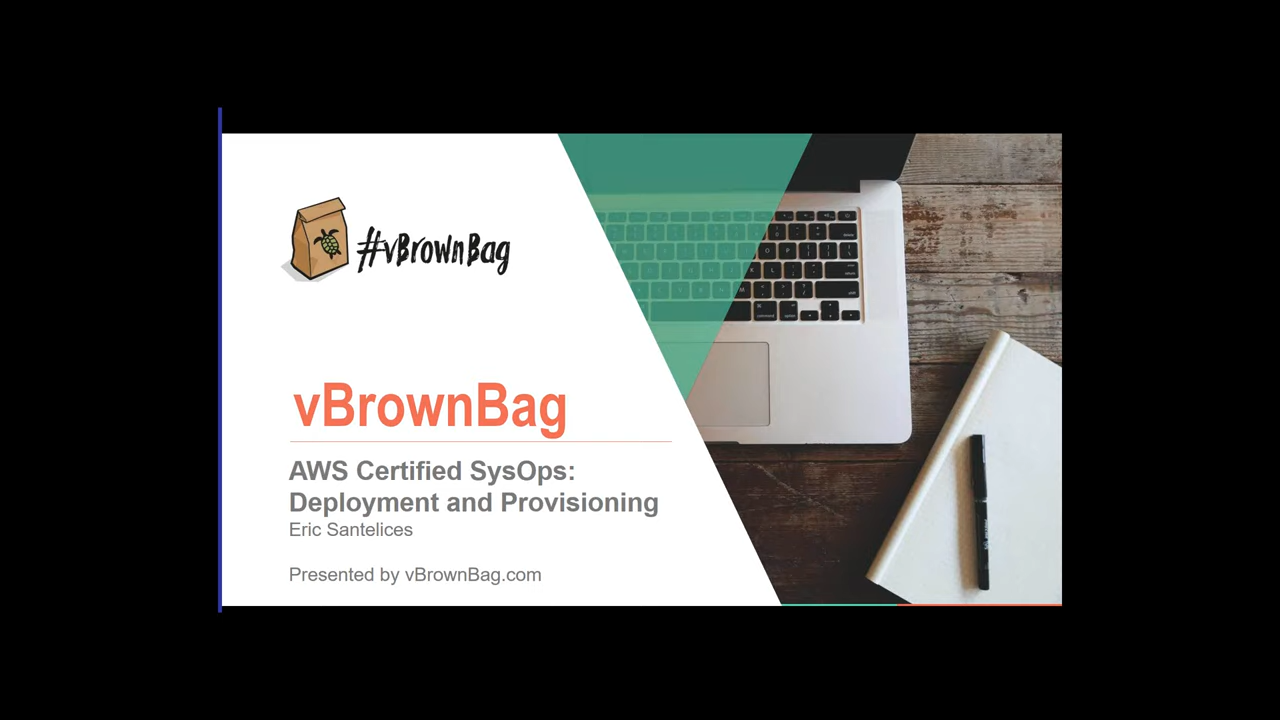 #vBrownBag
vBrownBag
AWS Certified SysOps:
Deployment and Provisioning
Eric Santelices
Presented by vBrownBag.com